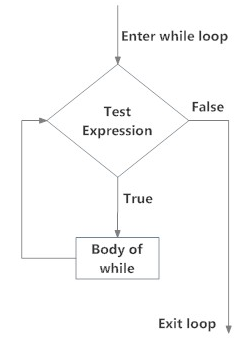 Enter while loop
Test
Expression
False
True
Body of
while
Exit loop